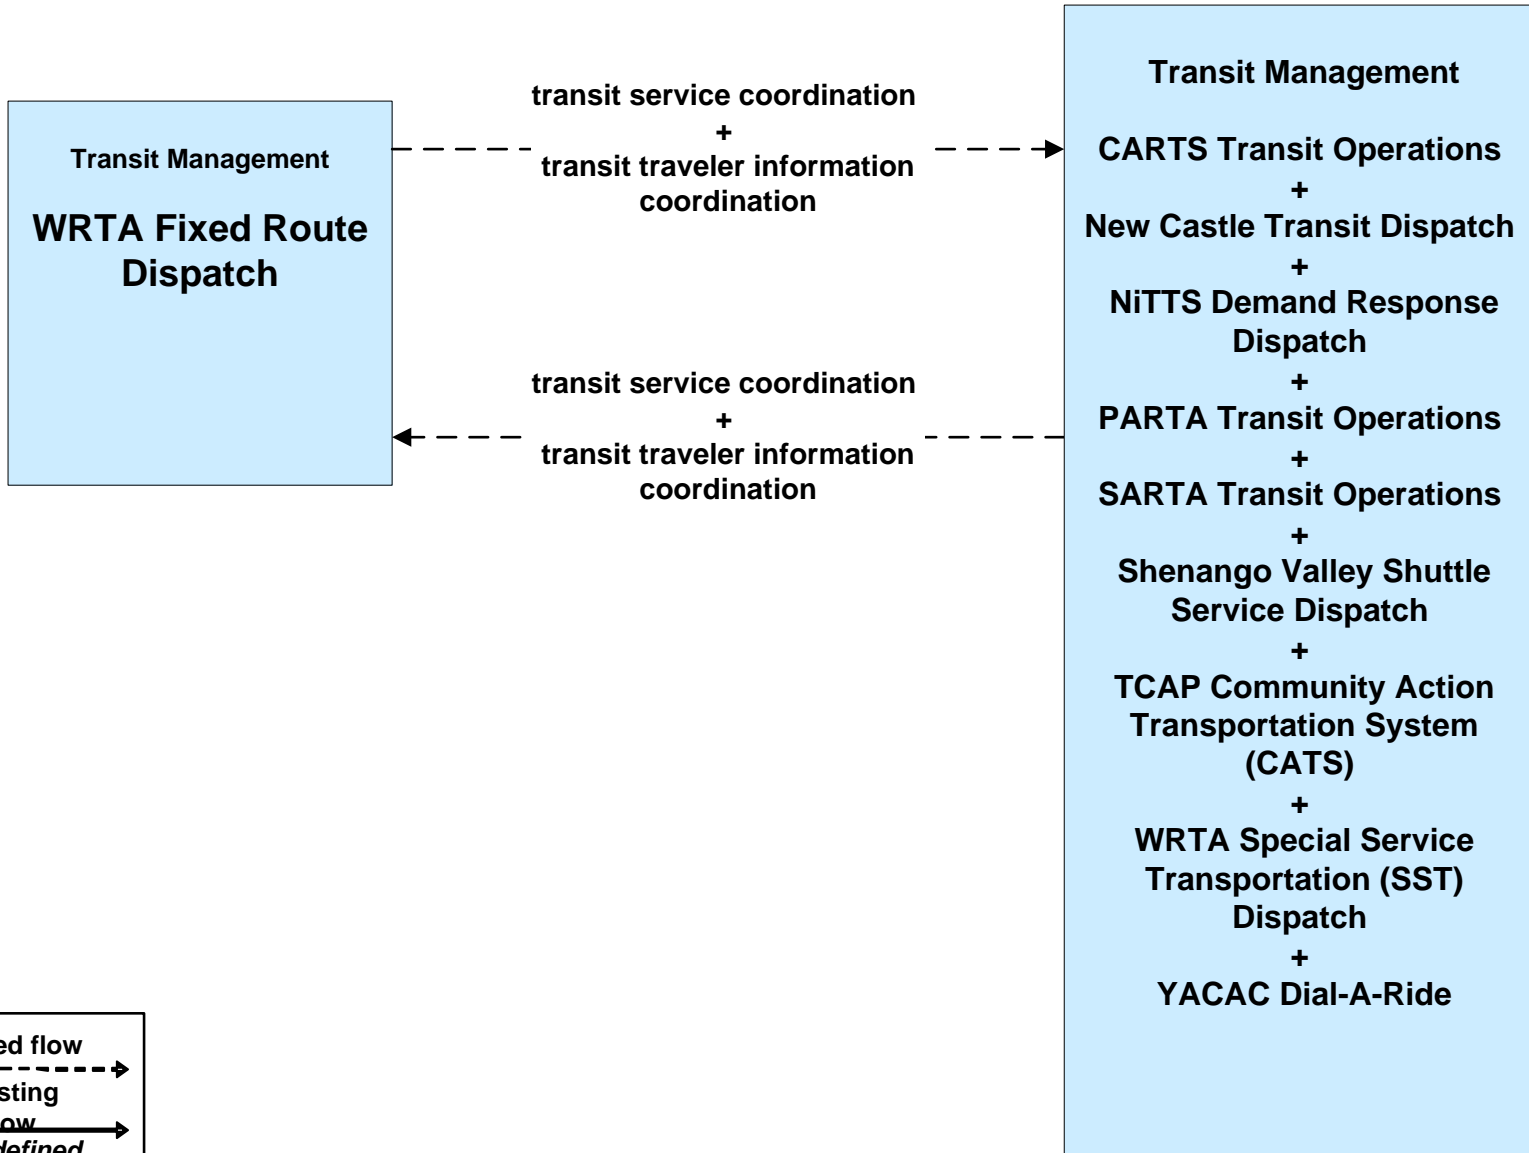 Transit Management
WRTA Fixed Route
Dispatch
transit service coordination
+
transit traveler information
coordination
transit service coordination
+
transit traveler information
coordination
Transit Management
CARTS Transit Operations
+
New Castle Transit Dispatch
+
NiTTS Demand Response
Dispatch
+
PARTA Transit Operations
+
SARTA Transit Operations
+
Shenango Valley Shuttle
Service Dispatch
+
TCAP Community Action
Transportation System
(CATS)
+
WRTA Special Service
Transportation (SST)
Dispatch
+
YACAC Dial-A-Ride
flow